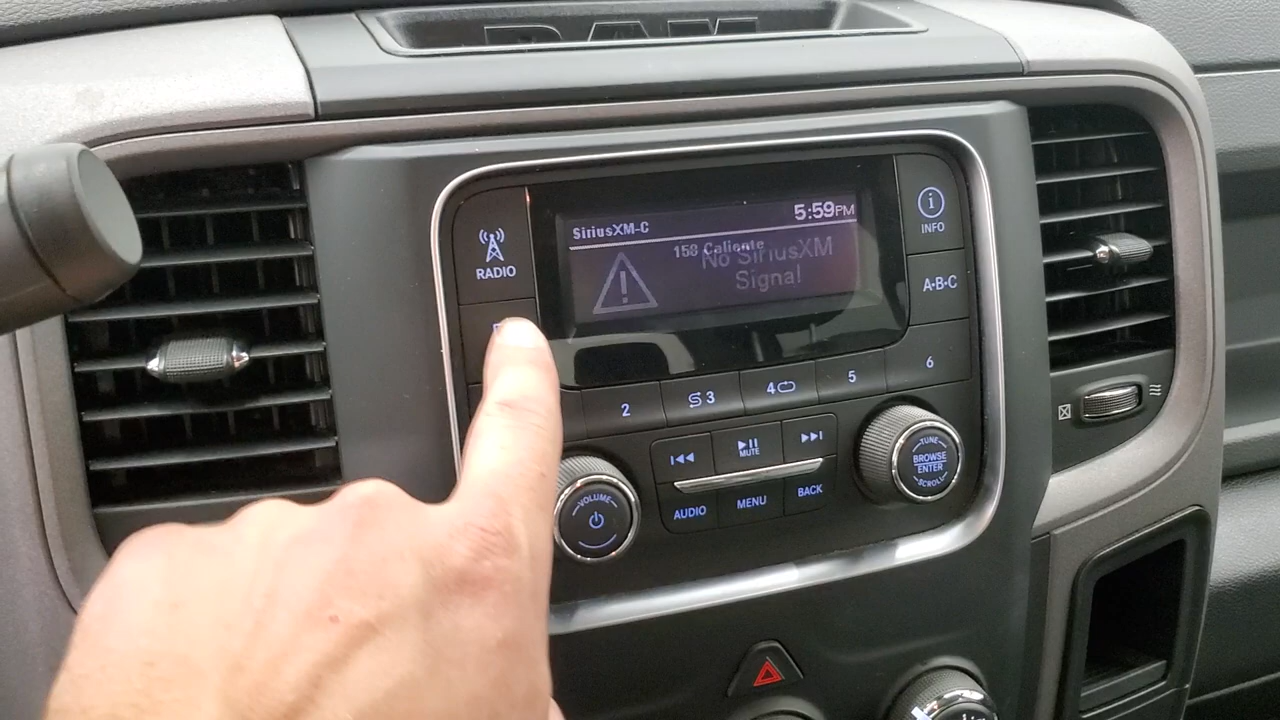 RAM
5:59PM
SiriusXM-C
158 Caliente
No SiriusXM
Signal
RADIO
INFO
A·B·C
2
3
4
5
6
MUTE
AUDIO
MENU
BACK
VOLUME
TUNE
BROWSE
ENTER
SCROLL